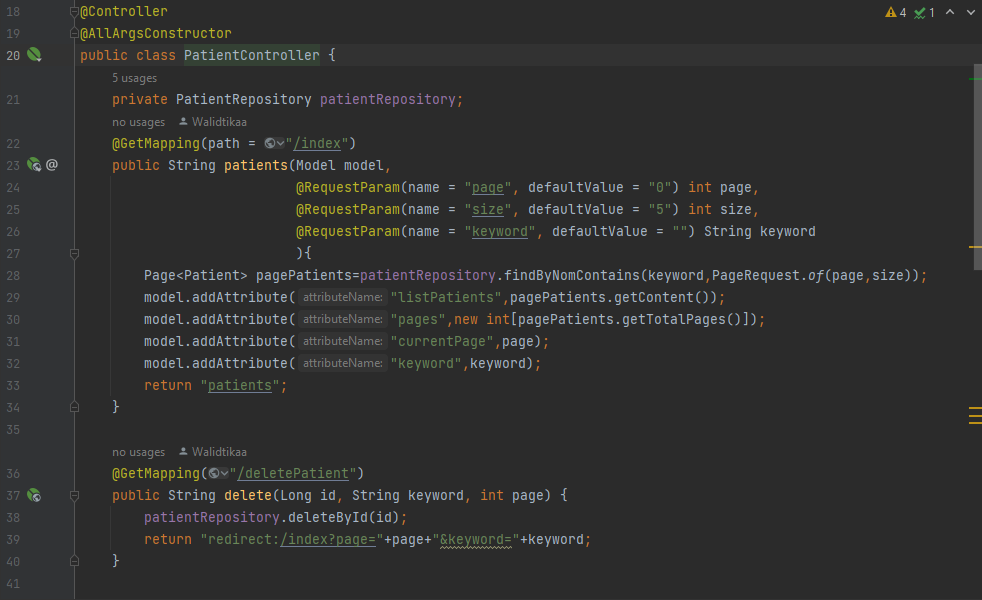 18 @Controller 4 1
19 @AllArgsConstructor
20 public class PatientController {
5 usages
21 private PatientRepository patientRepository;
no usages Walidtikaa
22 @GetMapping(path = "/index")
23 @ public String patients(Model model,
24 @RequestParam(name = "page", defaultValue = "0") int page,
25 @RequestParam(name = "size", defaultValue = "5") int size,
26 @RequestParam(name = "keyword", defaultValue = "") String keyword
27 ){
28 Page<Patient> pagePatients=patientRepository.findByNomContains(keyword,PageRequest.of(page,size));
29 model.addAttribute( attributeName: "listPatients",pagePatients.getContent());
30 model.addAttribute( attributeName: "pages",new int[pagePatients.getTotalPages()]);
31 model.addAttribute( attributeName: "currentPage",page);
32 model.addAttribute( attributeName: "keyword",keyword);
33 return "patients";
34 }
35
no usages Walidtikaa
36 @GetMapping("/deletePatient")
37 public String delete(Long id, String keyword, int page) {
38 patientRepository.deleteById(id);
39 return "redirect:/index?page="+page+"&keyword="+keyword;
40 }
41